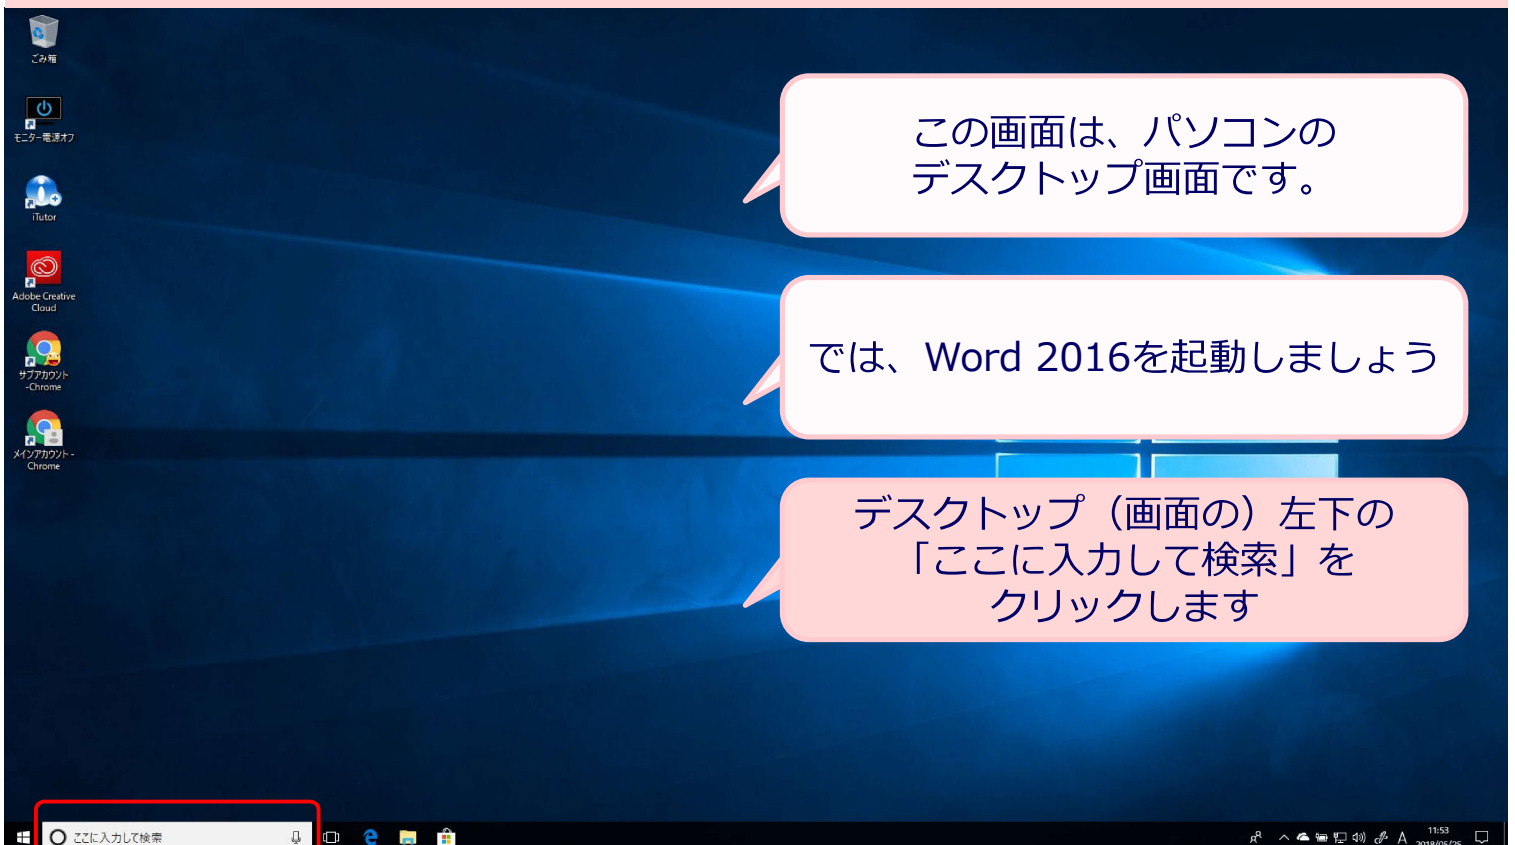 ごみ箱
モニター電源オフ
iTutor
Adobe Creative
Cloud
サブアカウント
-Chrome
メインアカウント -
Chrome
この画面は、パソコンの
デスクトップ画面です。
では、Word 2016を起動しましょう
デスクトップ（画面の）左下の
「ここに入力して検索」を
クリックします
ここに入力して検索
A
11:53
2018/05/25